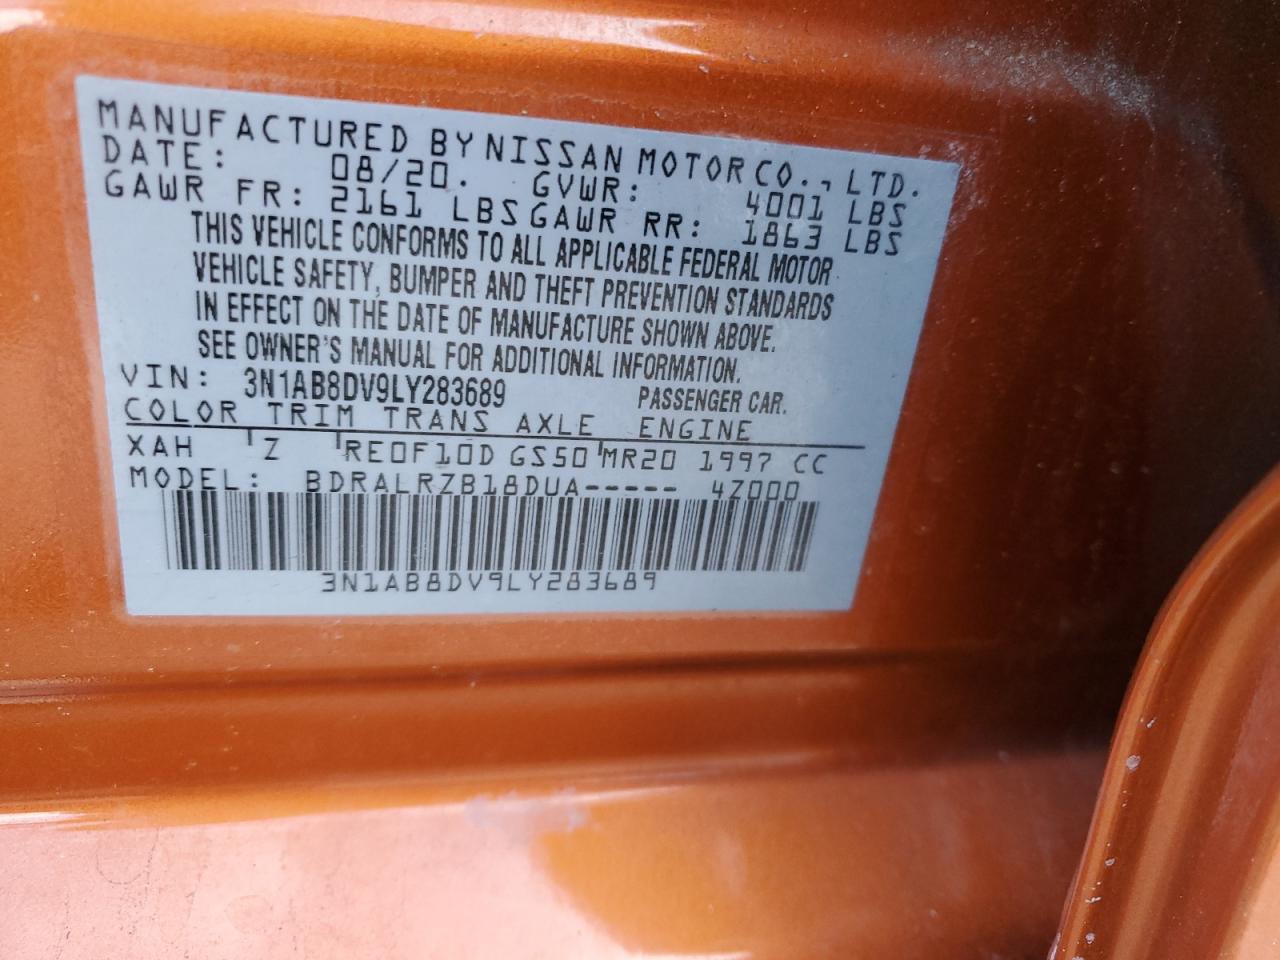 MANUFACTURED BY NISSAN MOTOR CO., LTD.
DATE: 08/20. GVWR: 4001 LBS
GAWR FR: 2161 LBS GAWR RR: 1863 LBS
THIS VEHICLE CONFORMS TO ALL APPLICABLE FEDERAL MOTOR
VEHICLE SAFETY, BUMPER AND THEFT PREVENTION STANDARDS
IN EFFECT ON THE DATE OF MANUFACTURE SHOWN ABOVE.
SEE OWNER'S MANUAL FOR ADDITIONAL INFORMATION.
VIN: 3N1AB8DV9LY283689 PASSENGER CAR.
COLOR TRIM TRANS AXLE ENGINE
XAH Z RE0F10D GS50 MR20 1997 CC
MODEL: BDRALRZB18DUA----- 4Z000
3N1AB8DV9LY283689